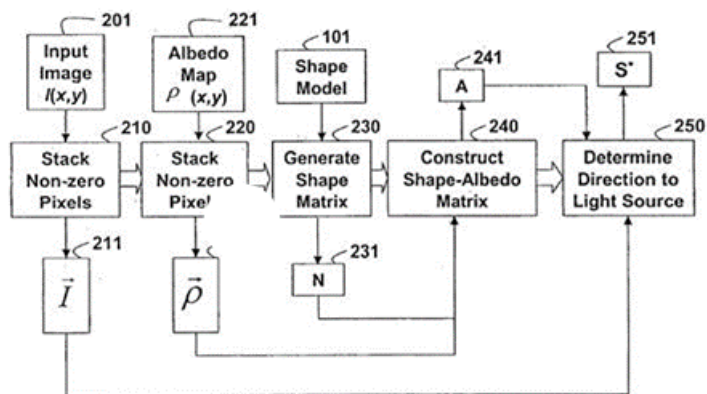 201
221
101
241
251
Input
Image
I(x,y)
Albedo
Map
ρ (x,y)
Shape
Model
A
S*
210
220
230
240
250
Stack
Non-zero
Pixels
Stack
Non-zero
Generate
Shape
Matrix
Construct
Shape-Albedo
Matrix
Determine
Direction to
Light Source
211
231
I⃗
ρ⃗
N